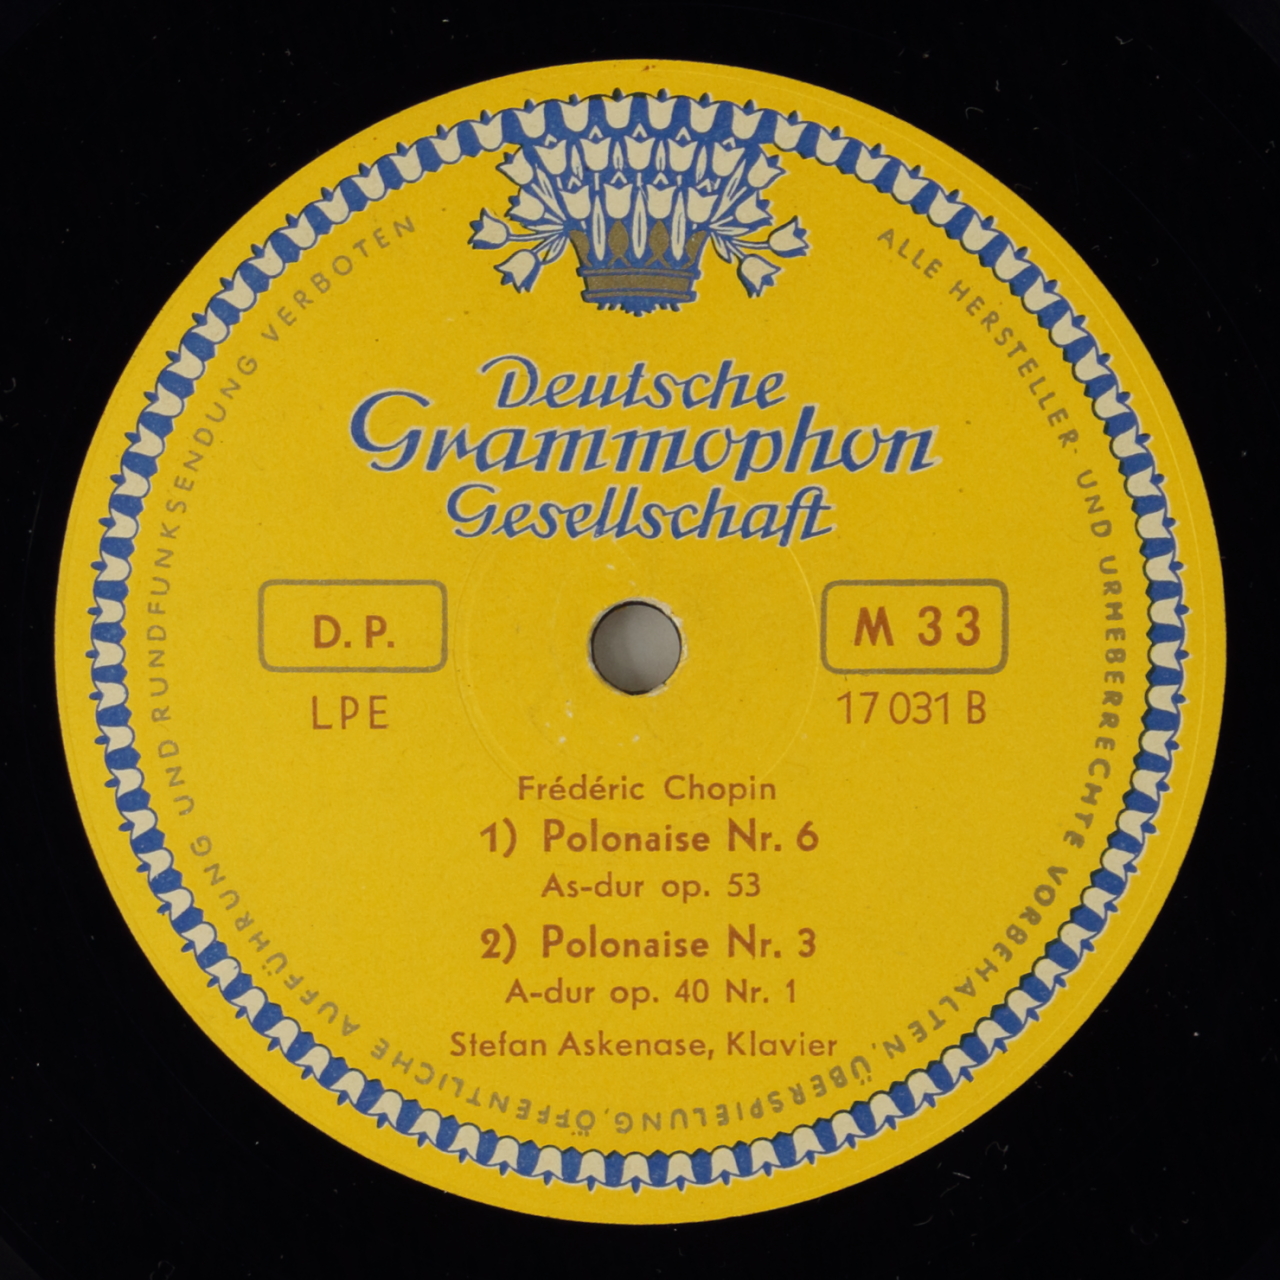 Deutsche
Grammophon
Gesellschaft
D. P.
M 33
LPE
17 031 B
Frédéric Chopin
1) Polonaise Nr. 6
As-dur op. 53
2) Polonaise Nr. 3
A-dur op. 40 Nr. 1
Stefan Askenase, Klavier
ALLE HERSTELLER- UND URHEBERRECHTE VORBEHALTEN, ÜBERSPIELUNG, ÖFFENTLICHE AUFFÜHRUNG UND RUNDFUNKSENDUNG VERBOTEN